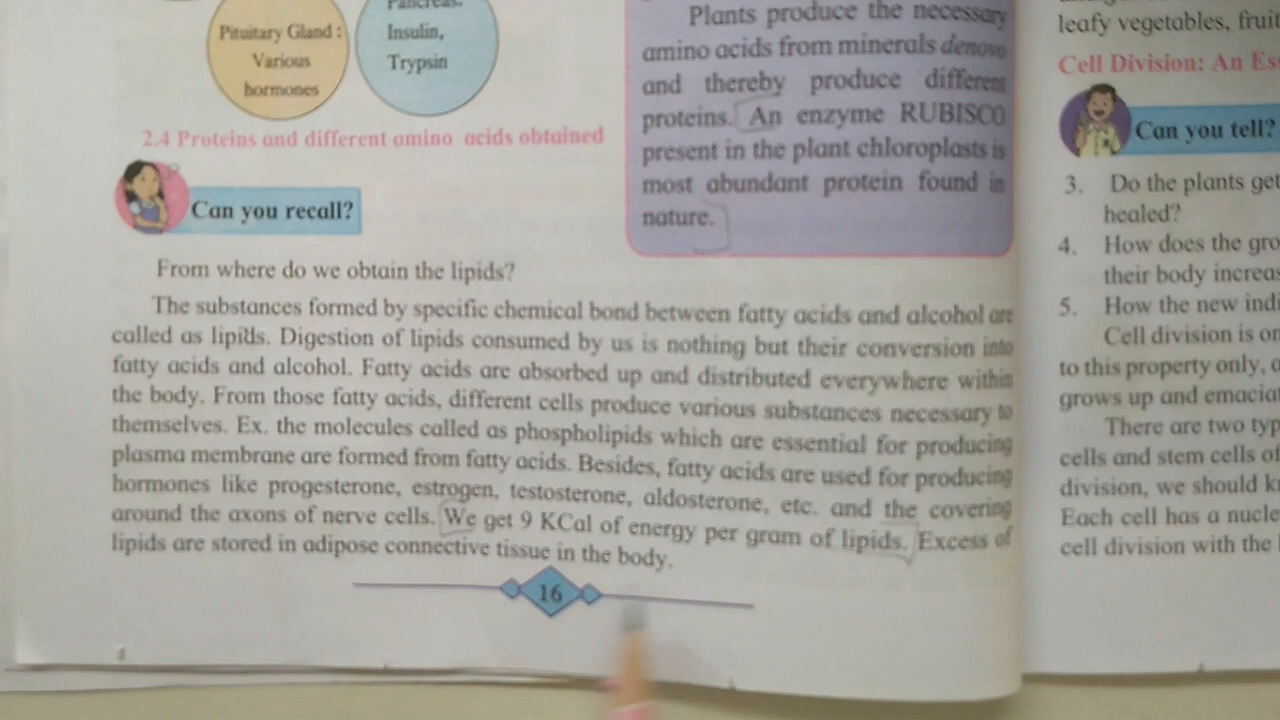 Pituitary Gland :
Various
hormones
Pancreas:
Insulin,
Trypsin
2.4 Proteins and different amino acids obtained
Can you recall?
Plants produce the necessary
amino acids from minerals denovo
and thereby produce different
proteins. An enzyme RUBISCO
present in the plant chloroplasts is
most abundant protein found in
nature.
From where do we obtain the lipids?
The substances formed by specific chemical bond between fatty acids and alcohol are
called as lipids. Digestion of lipids consumed by us is nothing but their conversion into
fatty acids and alcohol. Fatty acids are absorbed up and distributed everywhere within
the body. From those fatty acids, different cells produce various substances necessary to
themselves. Ex. the molecules called as phospholipids which are essential for producing
plasma membrane are formed from fatty acids. Besides, fatty acids are used for producing
hormones like progesterone, estrogen, testosterone, aldosterone, etc. and the covering
around the axons of nerve cells. We get 9 KCal of energy per gram of lipids. Excess of
lipids are stored in adipose connective tissue in the body.
16
leafy vegetables, fruit
Cell Division: An Es
Can you tell?
3. Do the plants get
healed?
4. How does the gro
their body increas
5. How the new indi
Cell division is on
to this property only,
grows up and emaciat
There are two typ
cells and stem cells of
division, we should k
Each cell has a nucle
cell division with the